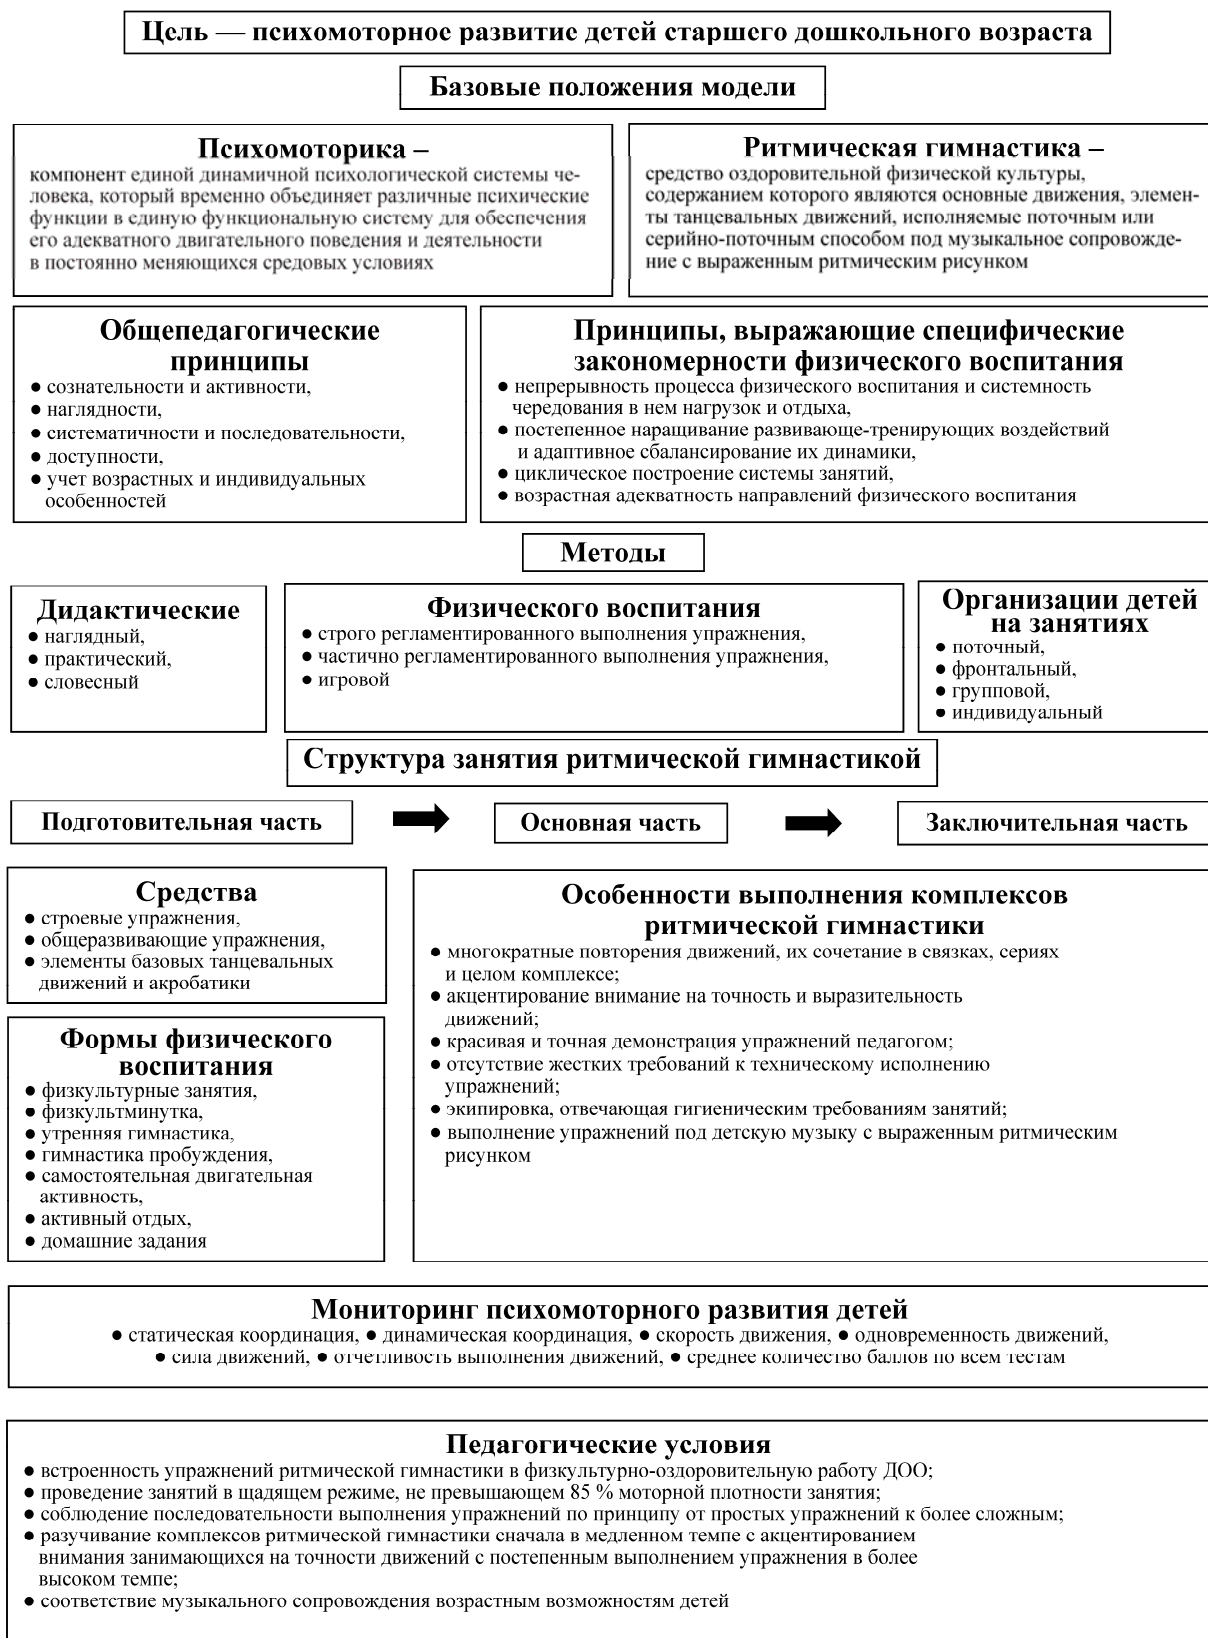 Цель — психомоторное развитие детей старшего дошкольного возраста
Базовые положения модели
Психомоторика –
компонент единой динамичной психологической системы че-
ловека, который временно объединяет различные психические
функции в единую функциональную систему для обеспечения
его адекватного двигательного поведения и деятельности
в постоянно меняющихся средовых условиях
Ритмическая гимнастика –
средство оздоровительной физической культуры,
содержанием которого являются основные движения, элемен-
ты танцевальных движений, исполняемые поточным или
серийно-поточным способом под музыкальное сопровожде-
ние с выраженным ритмическим рисунком
Общепедагогические
принципы
● сознательности и активности,
● наглядности,
● систематичности и последовательности,
● доступности,
● учет возрастных и индивидуальных
особенностей
Принципы, выражающие специфические
закономерности физического воспитания
● непрерывность процесса физического воспитания и системность
чередования в нем нагрузок и отдыха,
● постепенное наращивание развивающе-тренирующих воздействий
и адаптивное сбалансирование их динамики,
● циклическое построение системы занятий,
● возрастная адекватность направлений физического воспитания
Методы
Дидактические
● наглядный,
● практический,
● словесный
Физического воспитания
● строго регламентированного выполнения упражнения,
● частично регламентированного выполнения упражнения,
● игровой
Организации детей
на занятиях
● поточный,
● фронтальный,
● групповой,
● индивидуальный
Структура занятия ритмической гимнастикой
Подготовительная часть
Основная часть
Заключительная часть
Средства
● строевые упражнения,
● общеразвивающие упражнения,
● элементы базовых танцевальных
движений и акробатики
Формы физического
воспитания
● физкультурные занятия,
● физкультминутка,
● утренняя гимнастика,
● гимнастика пробуждения,
● самостоятельная двигательная
активность,
● активный отдых,
● домашние задания
Особенности выполнения комплексов
ритмической гимнастики
● многократные повторения движений, их сочетание в связках, сериях
и целом комплексе;
● акцентирование внимание на точность и выразительность
движений;
● красивая и точная демонстрация упражнений педагогом;
● отсутствие жестких требований к техническому исполнению
упражнений;
● экипировка, отвечающая гигиеническим требованиям занятий;
● выполнение упражнений под детскую музыку с выраженным ритмическим
рисунком
Мониторинг психомоторного развития детей
● статическая координация, ● динамическая координация, ● скорость движения, ● одновременность движений,
● сила движений, ● отчетливость выполнения движений, ● среднее количество баллов по всем тестам
Педагогические условия
● встроенность упражнений ритмической гимнастики в физкультурно-оздоровительную работу ДОО;
● проведение занятий в щадящем режиме, не превышающем 85 % моторной плотности занятия;
● соблюдение последовательности выполнения упражнений по принципу от простых упражнений к более сложным;
● разучивание комплексов ритмической гимнастики сначала в медленном темпе с акцентированием
внимания занимающихся на точности движений с постепенным выполнением упражнения в более
высоком темпе;
● соответствие музыкального сопровождения возрастным возможностям детей